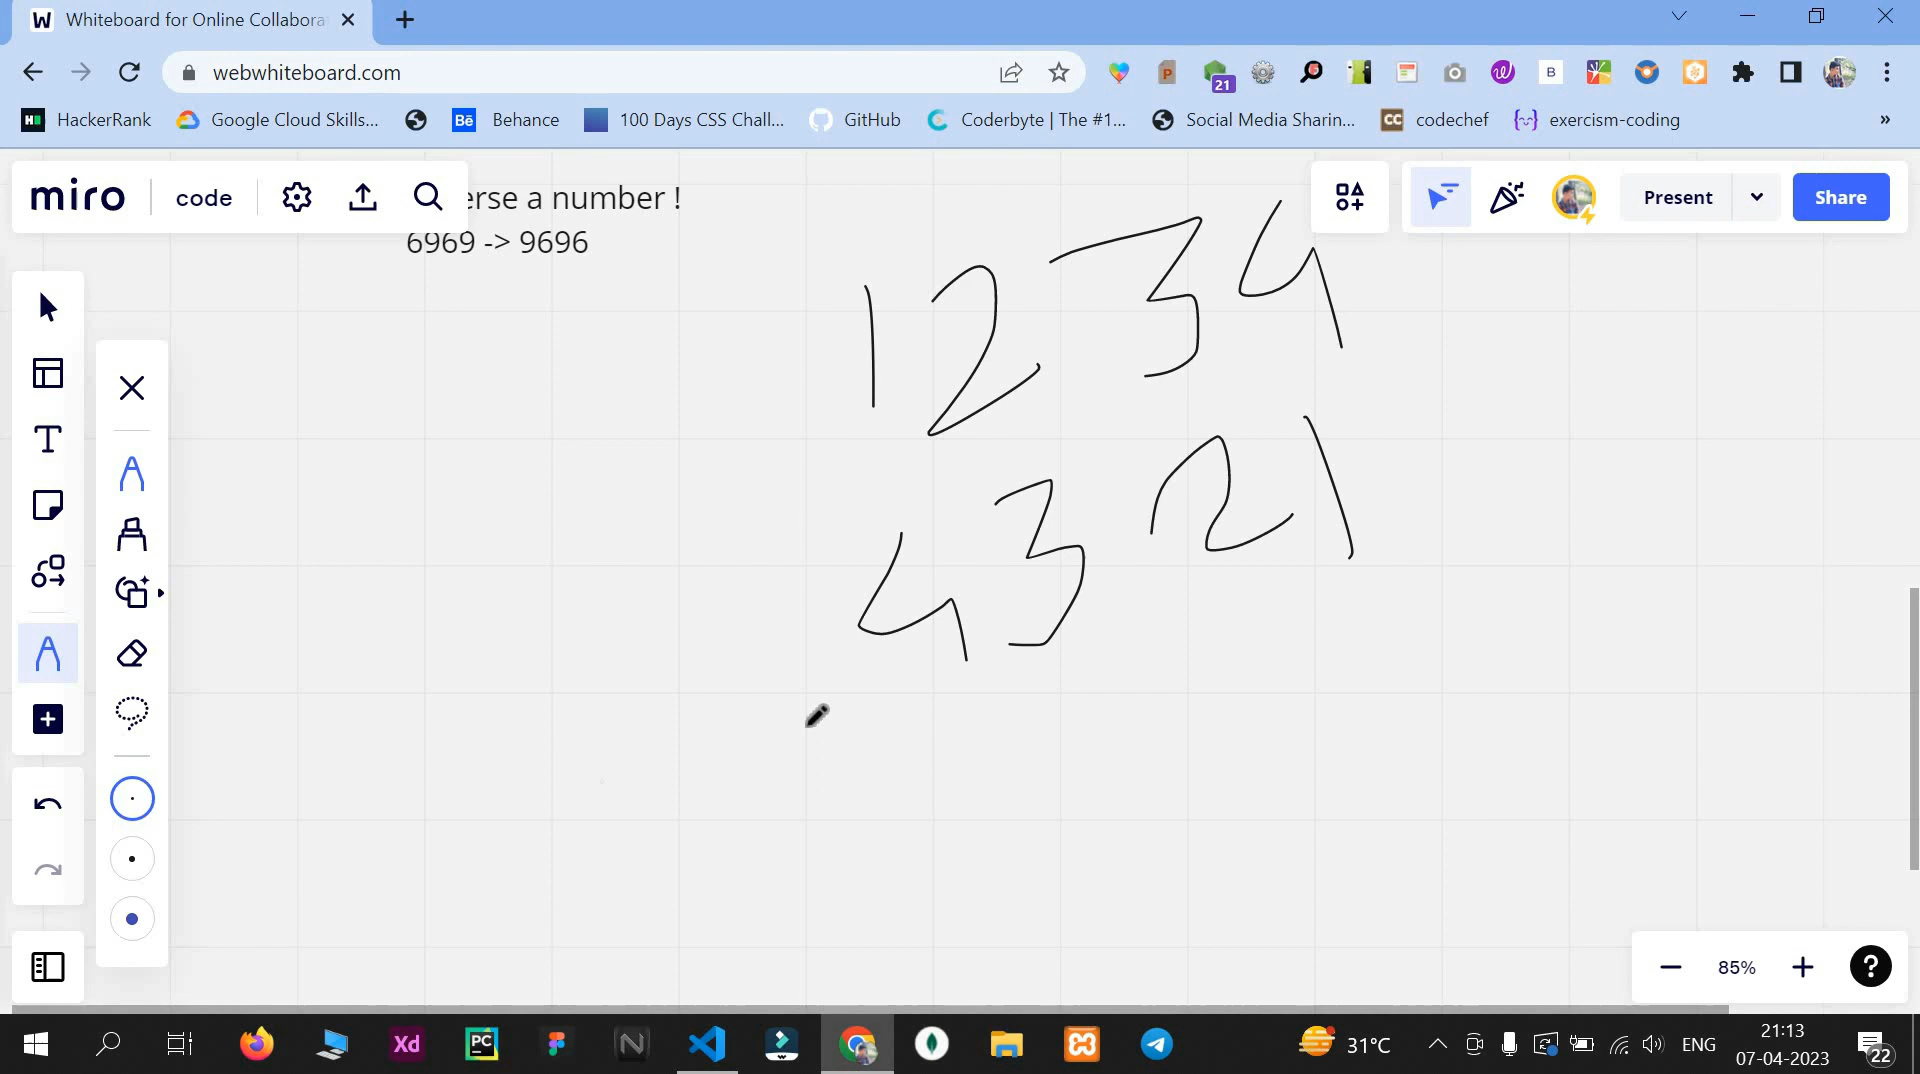 Whiteboard for Online Collabora
webwhiteboard.com
21
HackerRank
Google Cloud Skills...
Behance
100 Days CSS Chall...
GitHub
Coderbyte | The #1...
Social Media Sharin...
codechef
exercism-coding
»
miro
code
erse a number !
6969 -> 9696
Present
Share
1234
4321
85%
31°C
ENG
21:13
07-04-2023
22